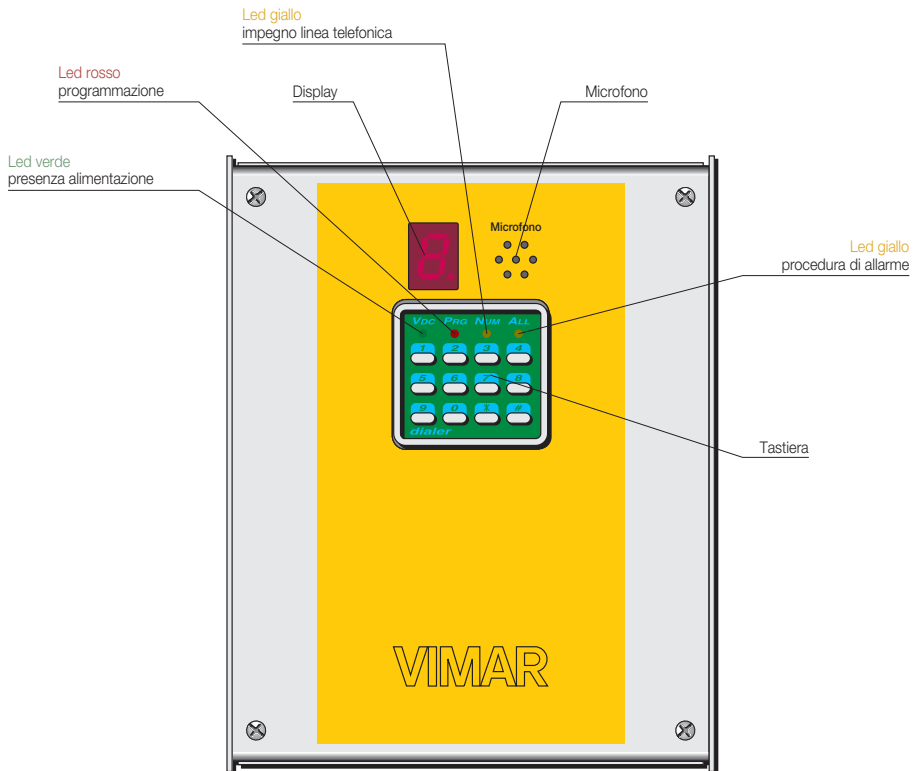 Led giallo
impegno linea telefonica
Led rosso
programmazione
Display
Microfono
Led verde
presenza alimentazione
Microfono
8.
Led giallo
procedura di allarme
VDC PRG NUM ALL
1 2 3 4
5 6 7 8
9 0 * #
dialer
Tastiera
VIMAR